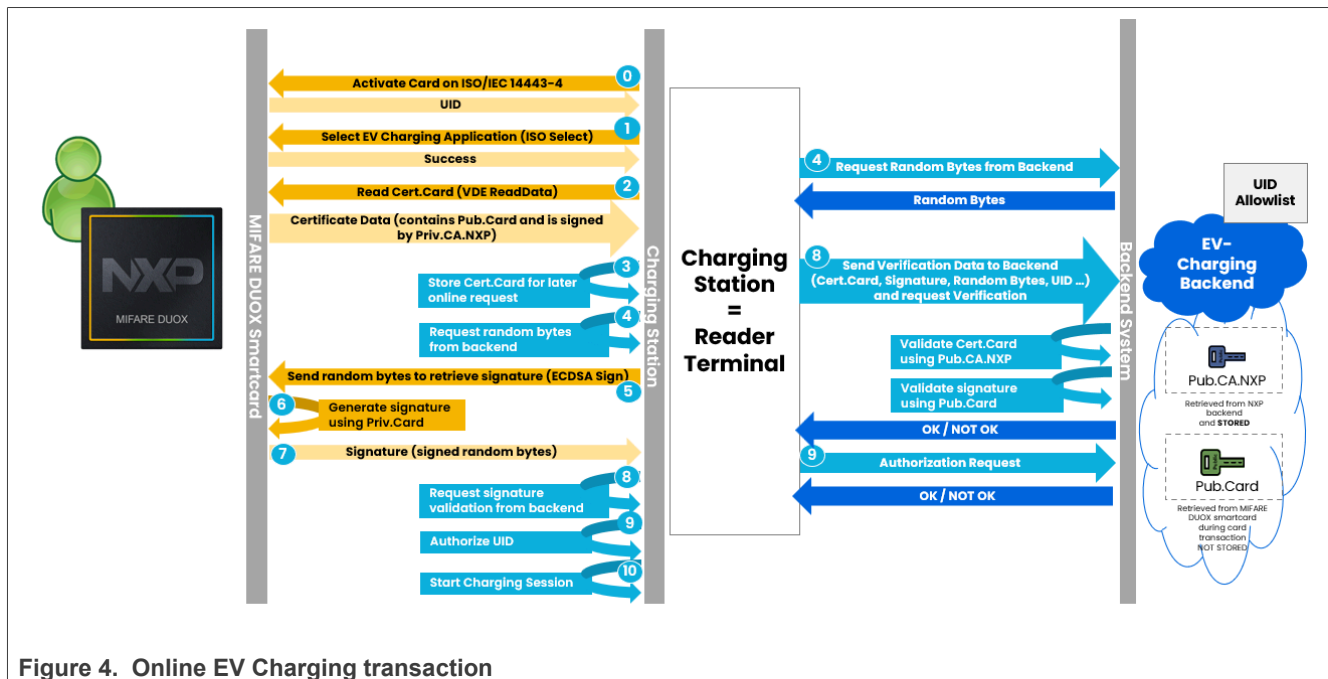 0
Activate Card on ISO/IEC 14443-4
UID
1
Select EV Charging Application (ISO Select)
Success
2
Read Cert.Card (VDE ReadData)
Certificate Data (contains Pub.Card and is signed
by Priv.CA.NXP)
3
Store Cert.Card for later
online request
4
Request random bytes
from backend
Send random bytes to retrieve signature (ECDSA Sign)
5
6
Generate signature
using Priv.Card
7
Signature (signed random bytes)
8
Request signature
validation from backend
9
Authorize UID
10
Start Charging Session
NXP
MIFARE DUOX
MIFARE DUOX Smartcard
Charging Station
Charging
Station
=
Reader
Terminal
4
Request Random Bytes from Backend
Random Bytes
8
Send Verification Data to Backend
(Cert.Card, Signature, Random Bytes, UID ...)
and request Verification
Validate Cert.Card
using Pub.CA.NXP
Validate signature
using Pub.Card
OK / NOT OK
9
Authorization Request
OK / NOT OK
Backend System
UID
Allowlist
EV-
Charging
Backend
Pub.CA.NXP
Retrieved from NXP
backend
and STORED
Pub.Card
Retrieved from MIFARE
DUOX smartcard
during card
transaction
NOT STORED
Figure 4. Online EV Charging transaction